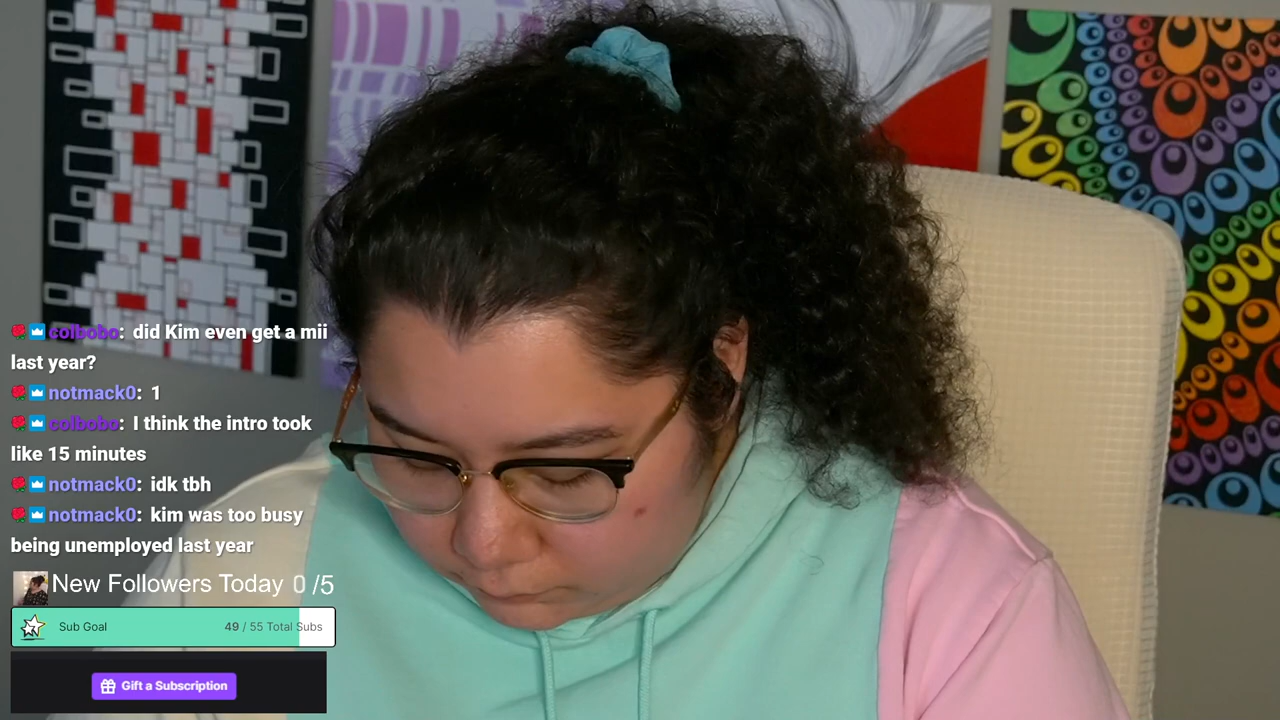 colbobo: did Kim even get a mii
last year?
notmack0: 1
colbobo: I think the intro took
like 15 minutes
notmack0: idk tbh
notmack0: kim was too busy
being unemployed last year
New Followers Today 0 /5
Sub Goal 49 / 55 Total Subs
Gift a Subscription